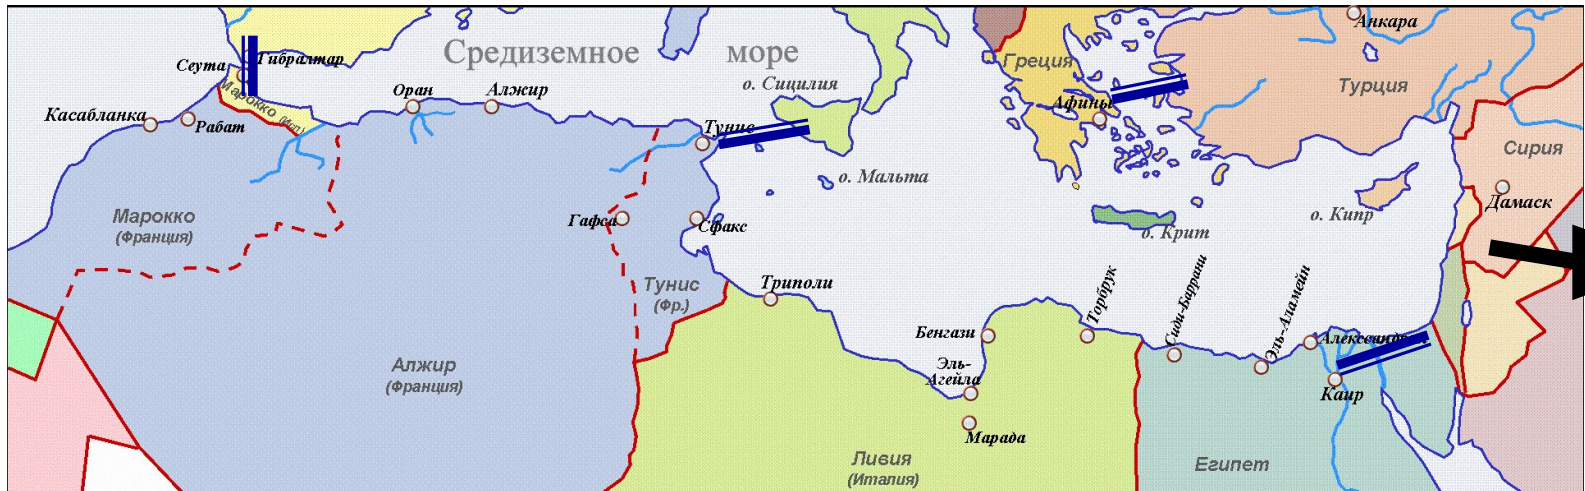 Анкара
Средиземное море
Гибралтар
Сеута
Греция
о. Сицилия
Турция
Марокко
(Исп)
Оран
Алжир
Афины
Касабланка
Рабат
Тунис
Сирия
о. Мальта
Дамаск
Марокко
(Франция)
Гафса
Сфакс
о. Крит
о. Кипр
Тунис
(Фр.)
Триполи
Торбрук
Сиди-Баррани
Эль-Аламейн
Бенгази
Эль-
Агейла
Алжир
(Франция)
Каир
Марада
Ливия
(Италия)
Египет